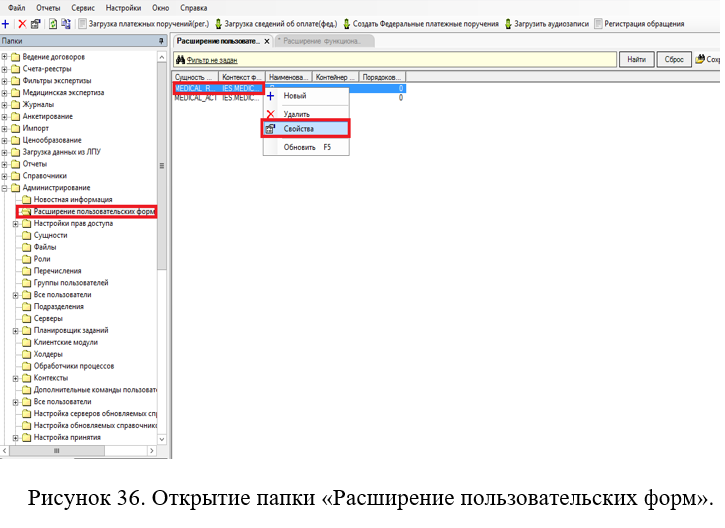 Файл Отчеты Сервис Настройки Окно Справка
Загрузка платежных поручений(рег.) Загрузка сведений об оплате(фед.) Создать Федеральные платежные поручения Загрузить аудиозаписи Регистрация обращения
Папки
Ведение договоров
Счета-реестры
Фильтры экспертизы
Медицинская экспертиза
Журналы
Анкетирование
Импорт
Ценообразование
Загрузка данных из ЛПУ
Отчеты
Справочники
Администрирование
Новостная информация
Расширение пользовательских форм
Настройки прав доступа
Сущности
Файлы
Роли
Перечисления
Группы пользователей
Все пользователи
Подразделения
Серверы
Планировщик заданий
Клиентские модули
Холдеры
Обработчики процессов
Контексты
Дополнительные команды пользоват
Все пользователи
Настройка серверов обновляемых спр
Настройка обновляемых справочнико
Настройка принятия
Расширение пользовате... × * Расширение функциона...
Фильтр не задан Найти Сброс Сохр
Сущность ... Контекст ф... Наименова... Контейнер ... Порядков...
MEDICAL_R... IES.MEDIC... 0
MEDICAL_ACT IES.MEDIC... 0
Новый
Удалить
Свойства
Обновить F5
Рисунок 36. Открытие папки «Расширение пользовательских форм».